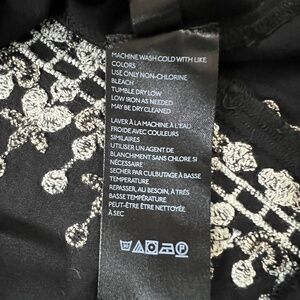 MACHINE WASH COLD WITH LIKE
COLORS
USE ONLY NON-CHLORINE
BLEACH
TUMBLE DRY LOW
LOW IRON AS NEEDED
MAY BE DRY CLEANED
LAVER À LA MACHINE À L'EAU
FROIDE AVEC COULEURS
SIMILAIRES
UTILISER UN AGENT DE
BLANCHIMENT SANS CHLORE SI
NÉCESSAIRE
SECHER PAR CULBUTAGE À BASSE
TEMPERATURE
REPASSER, AU BESOIN, À TRÈS
BASSE TEMPÉRATURE
PEUT-ÊTRE ÊTRE NETTOYÉE
À SEC